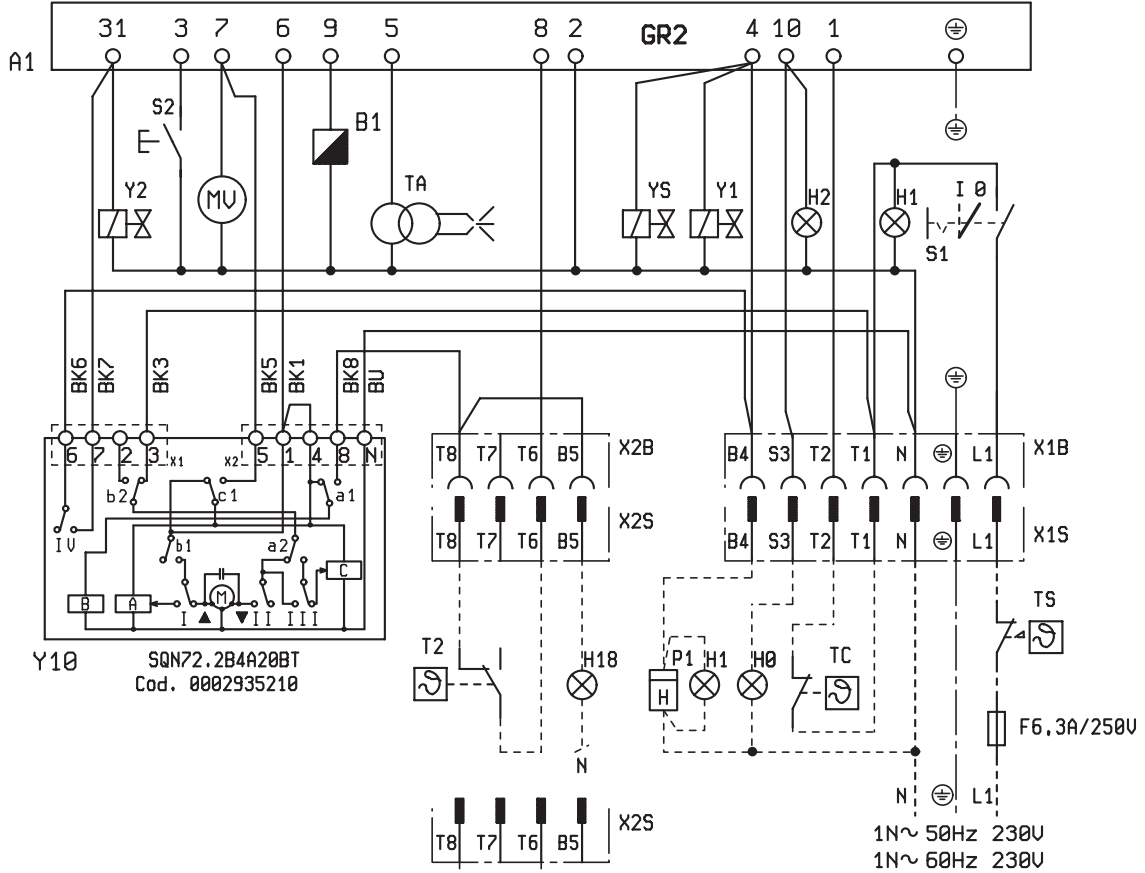 31 3 7 6 9 5 8 2 GR2 4 10 1
A1
S2 B1
Y2 MV TA YS Y1 H2 H1 I 0
S1
BK6 BK7 BK3 BK5 BK1 BK8 BU
6 7 2 3 X1 X2 5 1 4 8 N
T8 T7 T6 B5 X2B
B4 S3 T2 T1 N L1 X1B
b2 c1 a1
X2S
IV b1 a2
T8 T7 T6 B5
B4 S3 T2 T1 N L1 X1S
C
B A M
I II III
TS
Y10 SQN72.2B4A20BT
Cod. 0002935210
T2 H18 P1 H1 H0 TC
H
F6,3A/250V
N
N L1
X2S
T8 T7 T6 B5
1N~ 50Hz 230V
1N~ 60Hz 230V